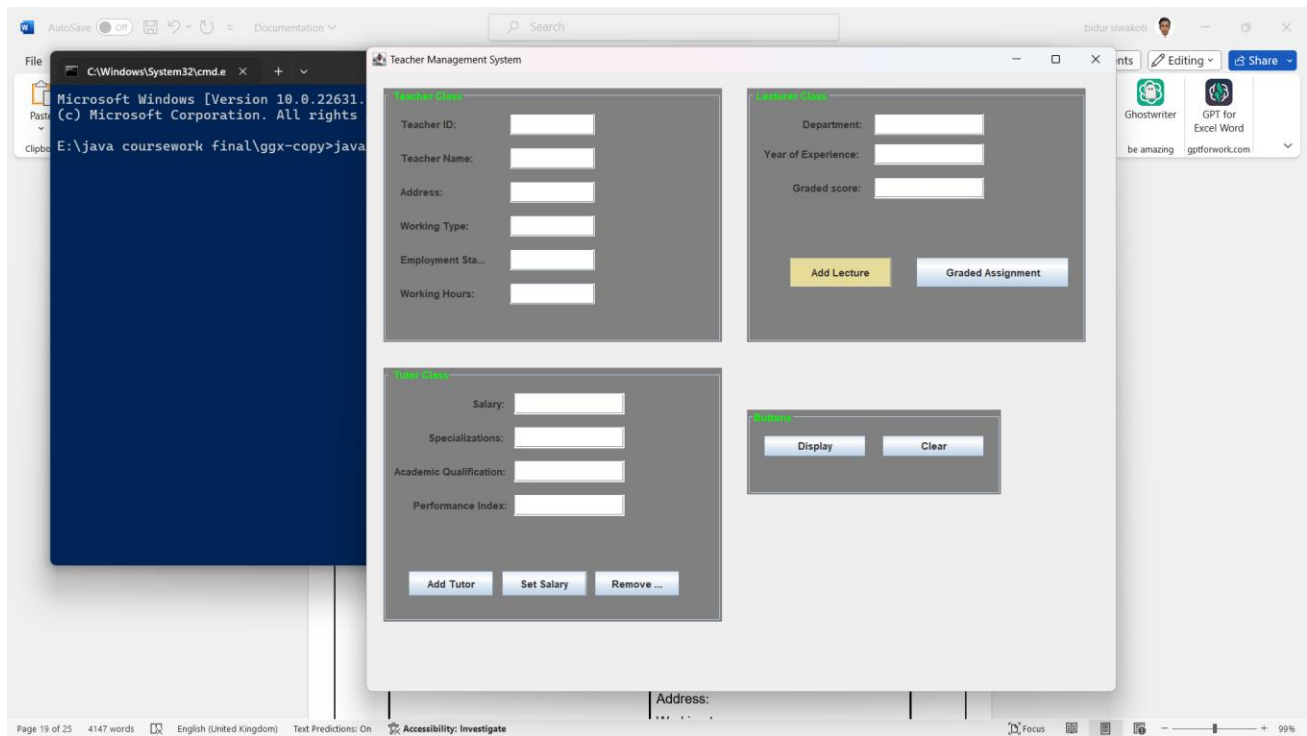 AutoSave Off Documentation Search bidur siwakoti
File nts Editing Share
C:\Windows\System32\cmd.e
Microsoft Windows [Version 10.0.22631.
(c) Microsoft Corporation. All rights
E:\java coursework final\ggx-copy>java
Ghostwriter
GPT for
Excel Word
be amazing gptforwork.com
Teacher Management System
Teacher Class
Teacher ID:
Teacher Name:
Address:
Working Type:
Employment Sta...
Working Hours:
Lecturer Class
Department:
Year of Experience:
Graded score:
Add Lecture Graded Assignment
Tutor Class
Salary:
Specializations:
Academic Qualification:
Performance Index:
Add Tutor Set Salary Remove ...
Buttons
Display Clear
Address:
Page 19 of 25 4147 words English (United Kingdom) Text Predictions: On Accessibility: Investigate Focus 99%